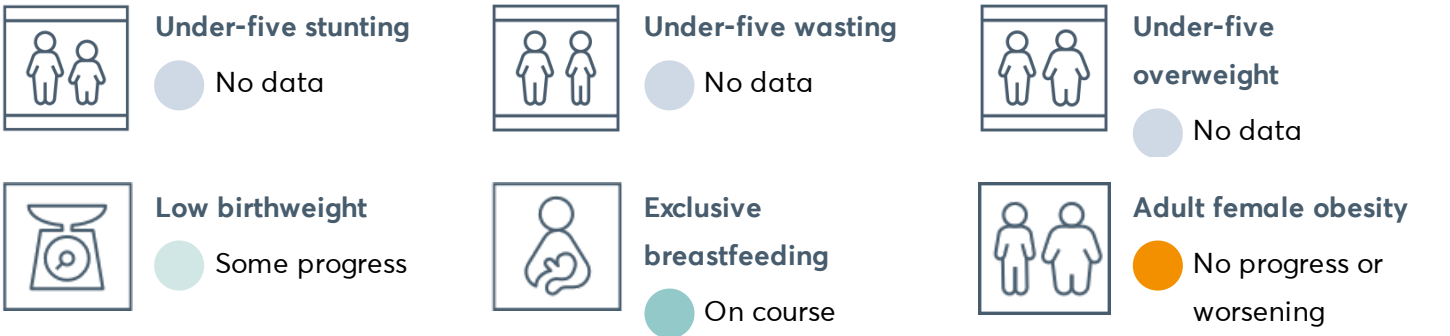 Under-five stunting
No data
Under-five wasting
No data
Under-five
overweight
No data
Low birthweight
Some progress
Exclusive
breastfeeding
On course
Adult female obesity
No progress or
worsening